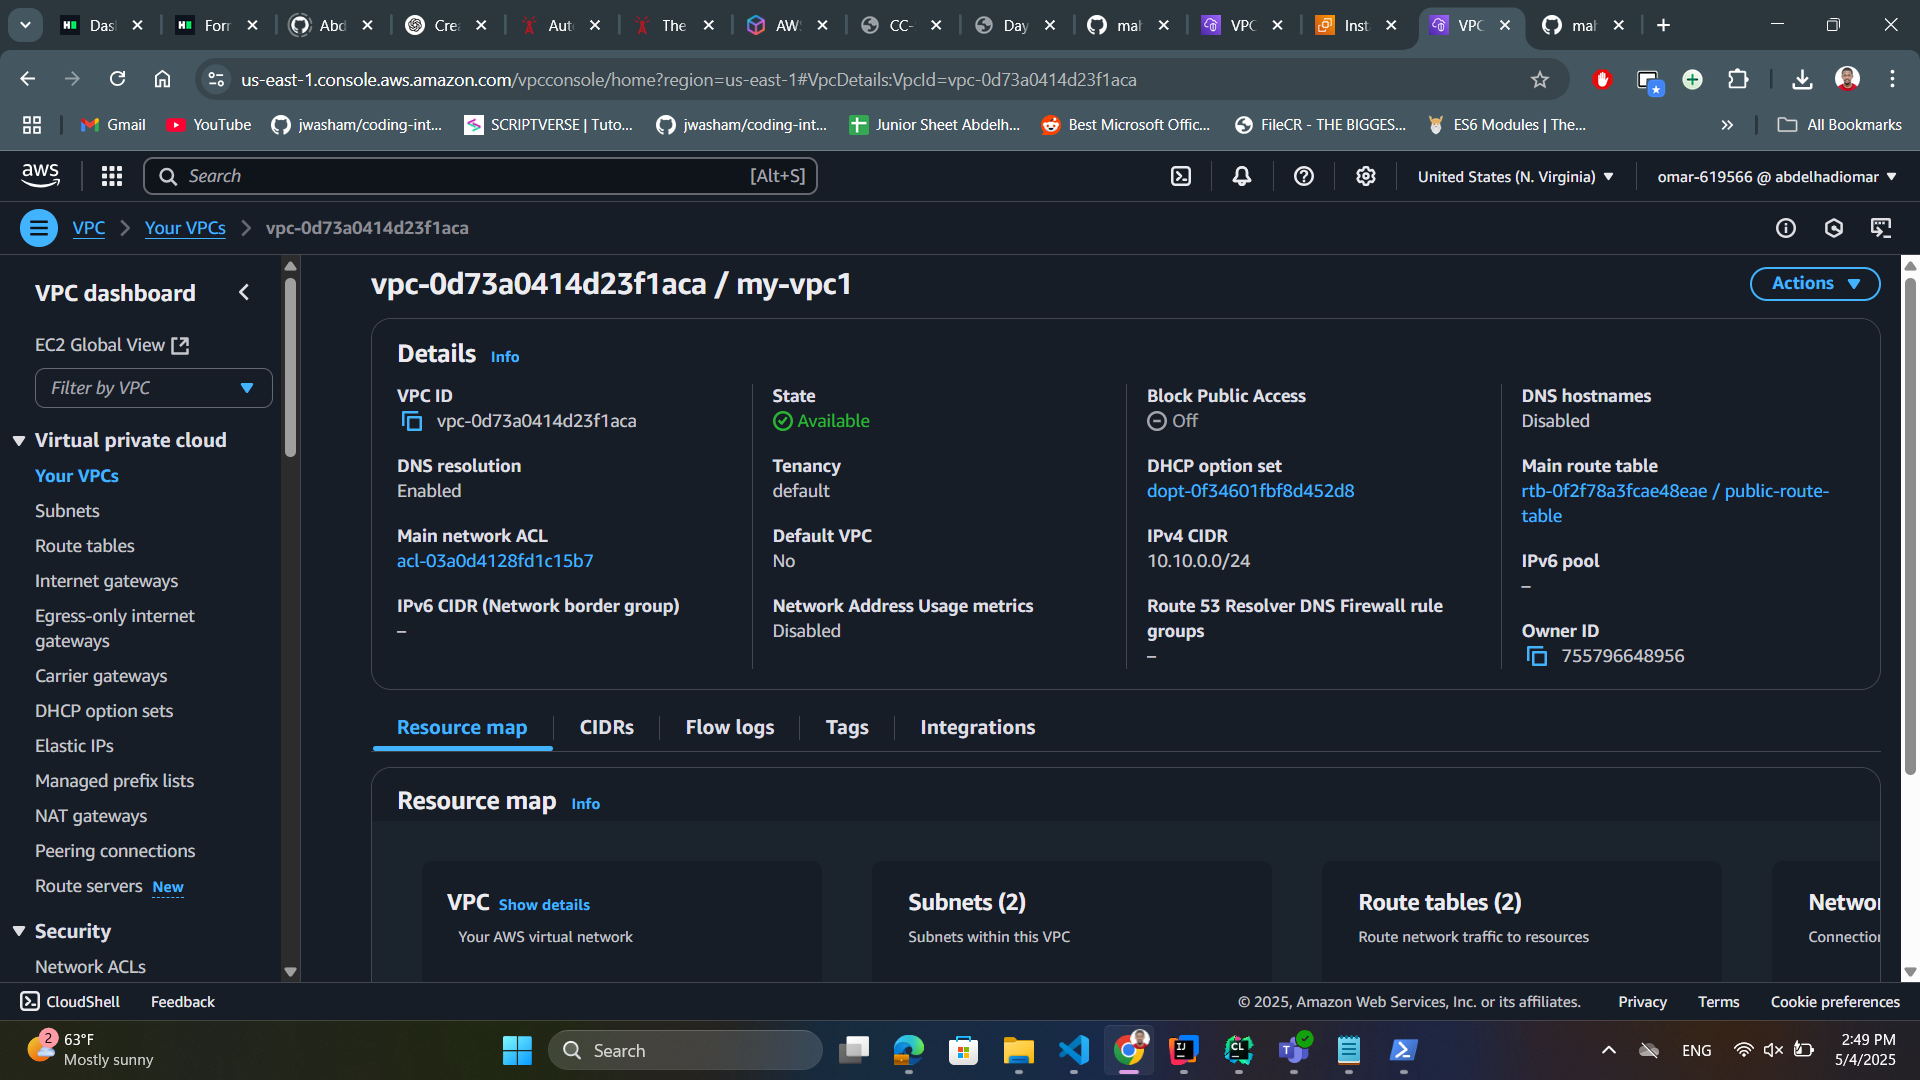 Das
Forr
Abd
Crea
Aut
The
AWS
CC-
Day
mah
VPC
Inst
VPC
mah
us-east-1.console.aws.amazon.com/vpcconsole/home?region=us-east-1#VpcDetails:VpcId=vpc-0d73a0414d23f1aca
Gmail
YouTube
jwasham/coding-int...
SCRIPTVERSE | Tuto...
jwasham/coding-int...
Junior Sheet Abdelh...
Best Microsoft Offic...
FileCR - THE BIGGES...
ES6 Modules | The...
All Bookmarks
aws
Search
[Alt+S]
United States (N. Virginia)
omar-619566 @ abdelhadiomar
VPC
Your VPCs
vpc-0d73a0414d23f1aca
VPC dashboard
EC2 Global View
Filter by VPC
Virtual private cloud
Your VPCs
Subnets
Route tables
Internet gateways
Egress-only internet
gateways
Carrier gateways
DHCP option sets
Elastic IPs
Managed prefix lists
NAT gateways
Peering connections
Route servers New
Security
Network ACLs
vpc-0d73a0414d23f1aca / my-vpc1
Actions
Details Info
VPC ID
vpc-0d73a0414d23f1aca
State
Available
Block Public Access
Off
DNS hostnames
Disabled
DNS resolution
Enabled
Tenancy
default
DHCP option set
dopt-0f34601fbf8d452d8
Main route table
rtb-0f2f78a3fcae48eae / public-route-
table
Main network ACL
acl-03a0d4128fd1c15b7
Default VPC
No
IPv4 CIDR
10.10.0.0/24
IPv6 pool
–
IPv6 CIDR (Network border group)
–
Network Address Usage metrics
Disabled
Route 53 Resolver DNS Firewall rule
groups
–
Owner ID
755796648956
Resource map
CIDRs
Flow logs
Tags
Integrations
Resource map Info
VPC Show details
Your AWS virtual network
Subnets (2)
Subnets within this VPC
Route tables (2)
Route network traffic to resources
Networ
Connection
CloudShell
Feedback
© 2025, Amazon Web Services, Inc. or its affiliates.
Privacy
Terms
Cookie preferences
2
63°F
Mostly sunny
Search
ENG
2:49 PM
5/4/2025